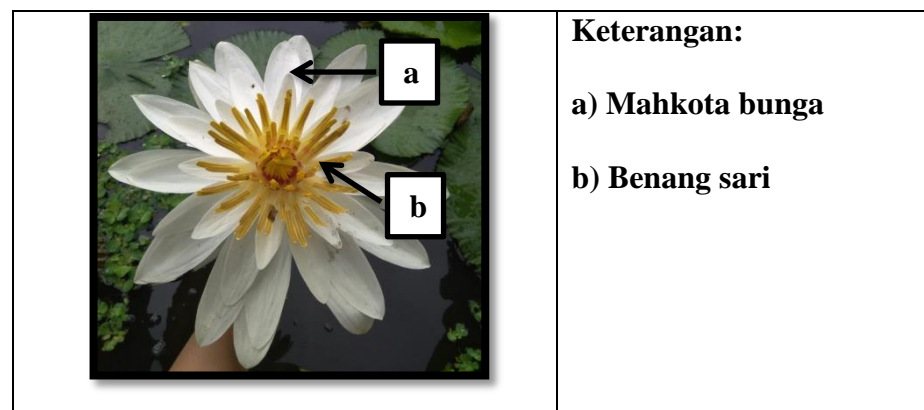 a
b
Keterangan:
a) Mahkota bunga
b) Benang sari